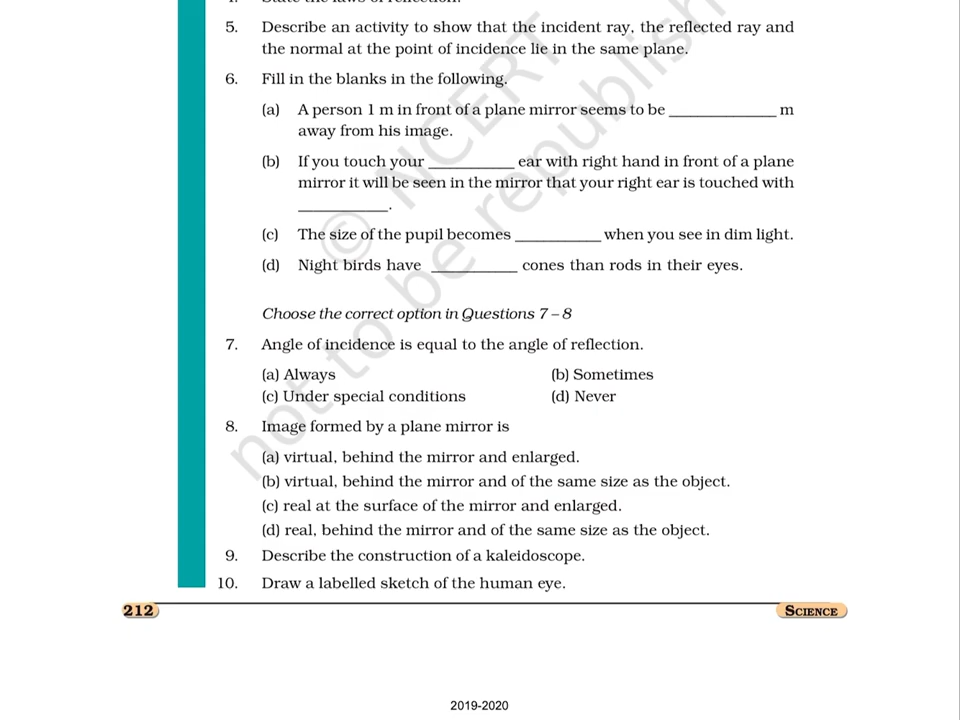 5. Describe an activity to show that the incident ray, the reflected ray and
the normal at the point of incidence lie in the same plane.
6. Fill in the blanks in the following.
(a) A person 1 m in front of a plane mirror seems to be _______________ m
away from his image.
(b) If you touch your ____________ ear with right hand in front of a plane
mirror it will be seen in the mirror that your right ear is touched with
____________.
(c) The size of the pupil becomes ____________ when you see in dim light.
(d) Night birds have ____________ cones than rods in their eyes.
Choose the correct option in Questions 7 – 8
7. Angle of incidence is equal to the angle of reflection.
(a) Always (b) Sometimes
(c) Under special conditions (d) Never
8. Image formed by a plane mirror is
(a) virtual, behind the mirror and enlarged.
(b) virtual, behind the mirror and of the same size as the object.
(c) real at the surface of the mirror and enlarged.
(d) real, behind the mirror and of the same size as the object.
9. Describe the construction of a kaleidoscope.
10. Draw a labelled sketch of the human eye.
212 SCIENCE
2019-2020
© NCERT
not to be republish